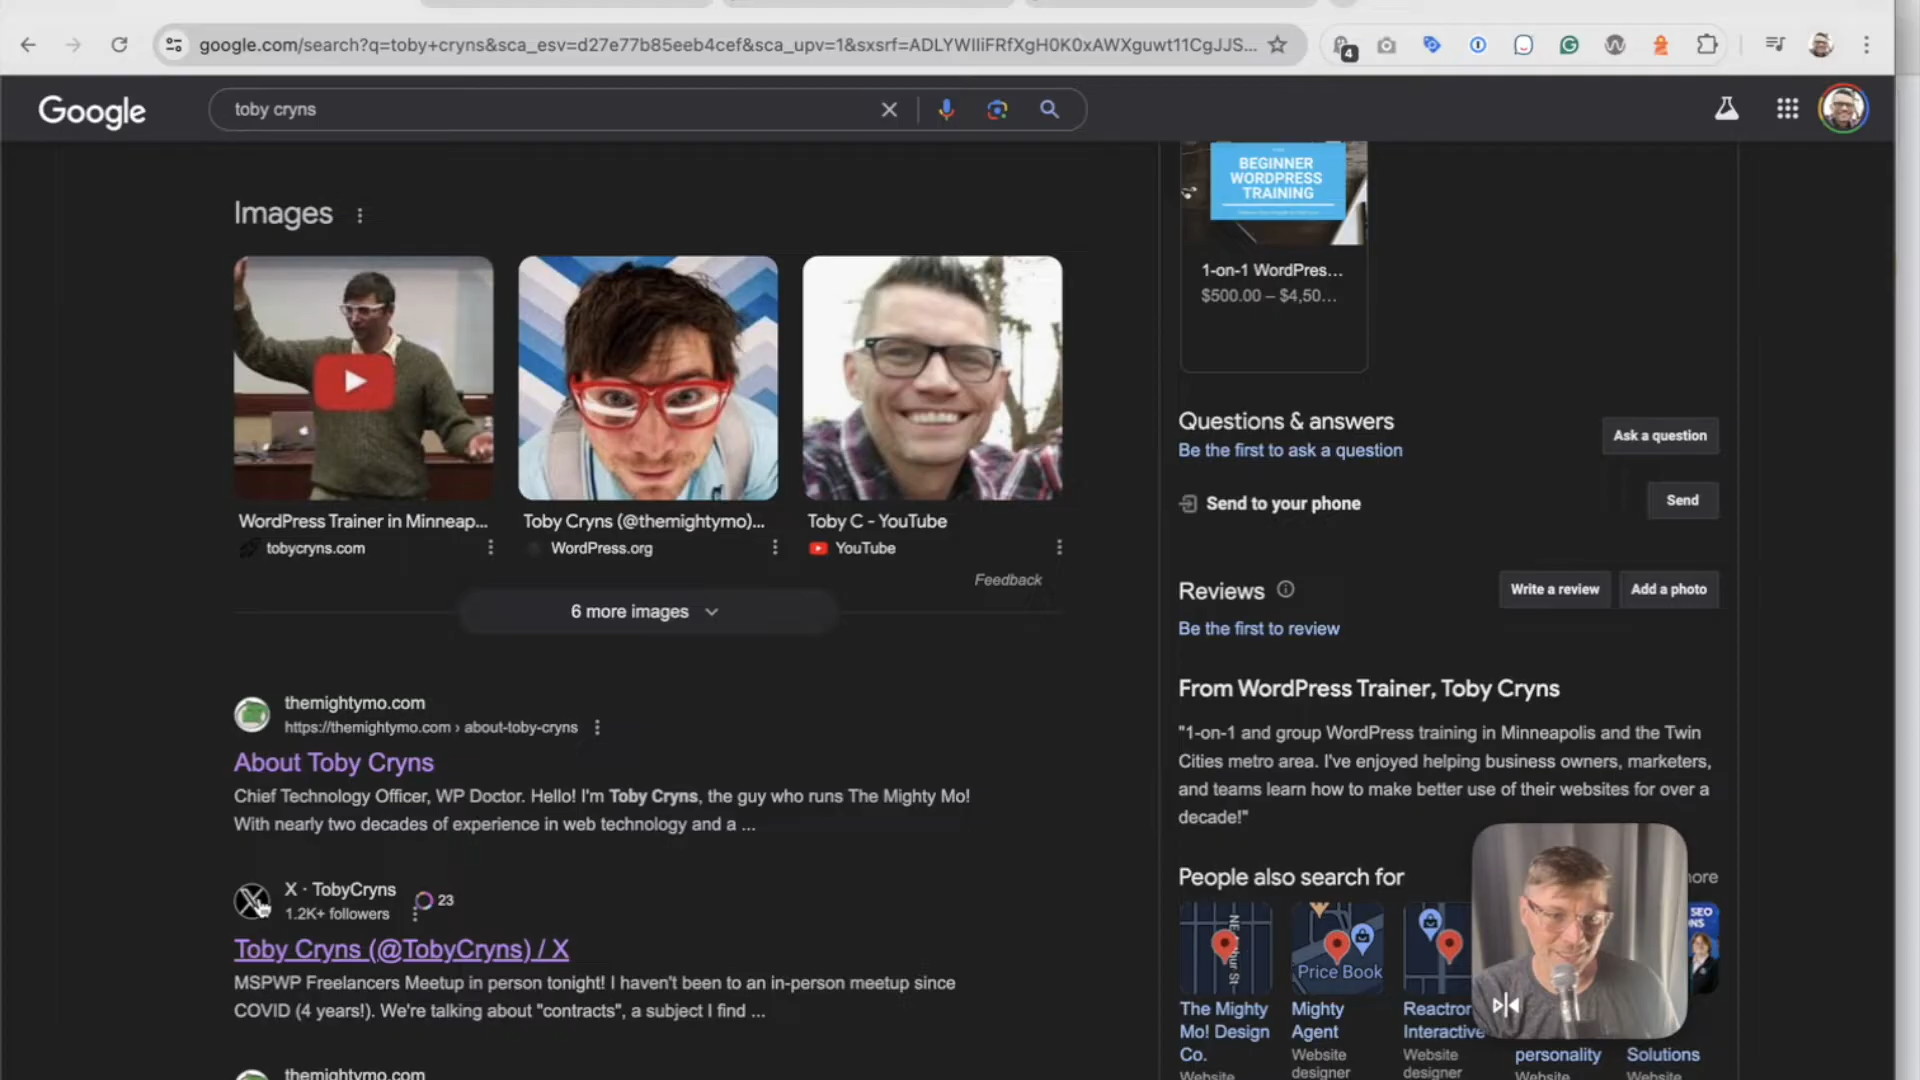 google.com/search?q=toby+cryns&sca_esv=d27e77b85eeb4cef&sca_upv=1&sxsrf=ADLYWIliFRfXgH0K0xAWXguwt11CgJJS...
4
Google
toby cryns
Images
WordPress Trainer in Minneap...
tobycryns.com
Toby Cryns (@themightymo)...
WordPress.org
Toby C - YouTube
YouTube
Feedback
6 more images
themightymo.com
https://themightymo.com › about-toby-cryns
About Toby Cryns
Chief Technology Officer, WP Doctor. Hello! I'm Toby Cryns, the guy who runs The Mighty Mo!
With nearly two decades of experience in web technology and a ...
X · TobyCryns
1.2K+ followers
23
Toby Cryns (@TobyCryns) / X
MSPWP Freelancers Meetup in person tonight! I haven't been to an in-person meetup since
COVID (4 years!). We're talking about "contracts", a subject I find ...
themightymo.com
BEGINNER
WORDPRESS
TRAINING
1-on-1 WordPres...
$500.00 – $4,50...
Questions & answers
Be the first to ask a question
Ask a question
Send to your phone
Send
Reviews
Write a review
Add a photo
Be the first to review
From WordPress Trainer, Toby Cryns
"1-on-1 and group WordPress training in Minneapolis and the Twin
Cities metro area. I've enjoyed helping business owners, marketers,
and teams learn how to make better use of their websites for over a
decade!"
People also search for
Price Book
SEO
The Mighty
Mo! Design
Co.
Website
Mighty
Agent
Website
designer
Interactive
Website
designer
personality
Website
Solutions
Website